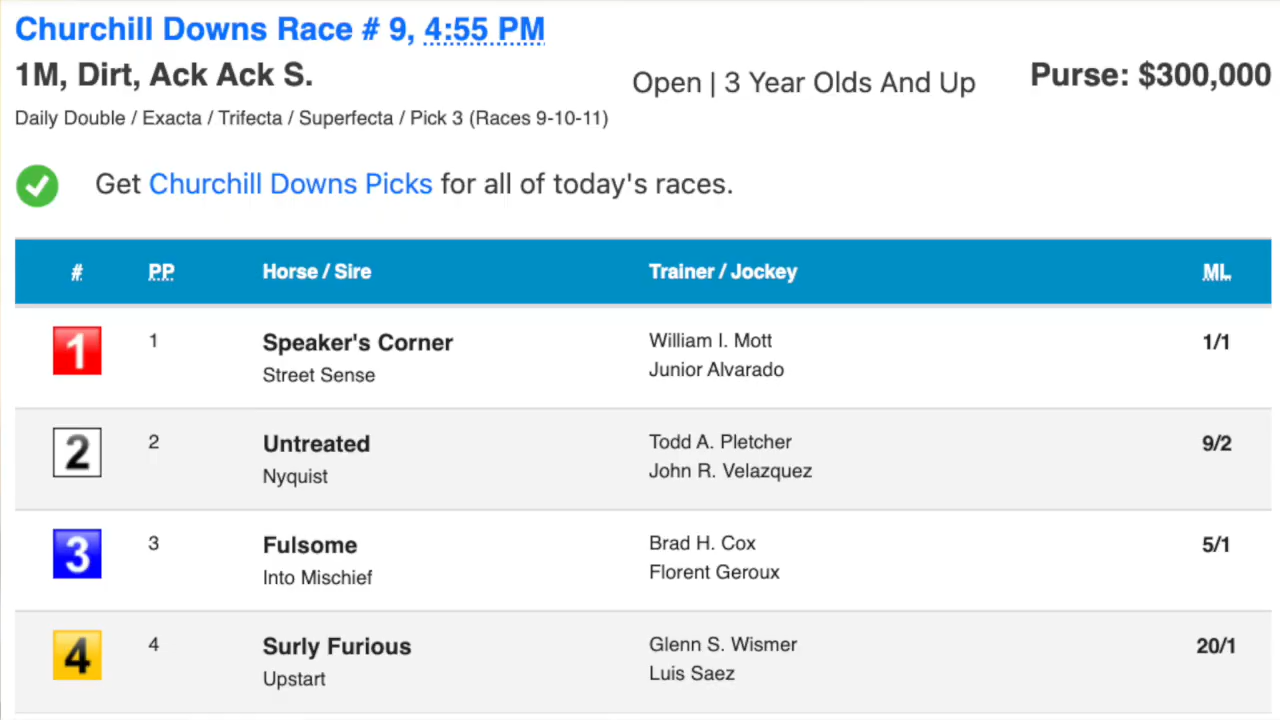 Churchill Downs Race # 9, 4:55 PM
1M, Dirt, Ack Ack S. Open | 3 Year Olds And Up Purse: $300,000
Daily Double / Exacta / Trifecta / Superfecta / Pick 3 (Races 9-10-11)
Get Churchill Downs Picks for all of today's races.
# PP Horse / Sire Trainer / Jockey ML
1 1 Speaker's Corner William I. Mott 1/1
Street Sense Junior Alvarado
2 2 Untreated Todd A. Pletcher 9/2
Nyquist John R. Velazquez
3 3 Fulsome Brad H. Cox 5/1
Into Mischief Florent Geroux
4 4 Surly Furious Glenn S. Wismer 20/1
Upstart Luis Saez